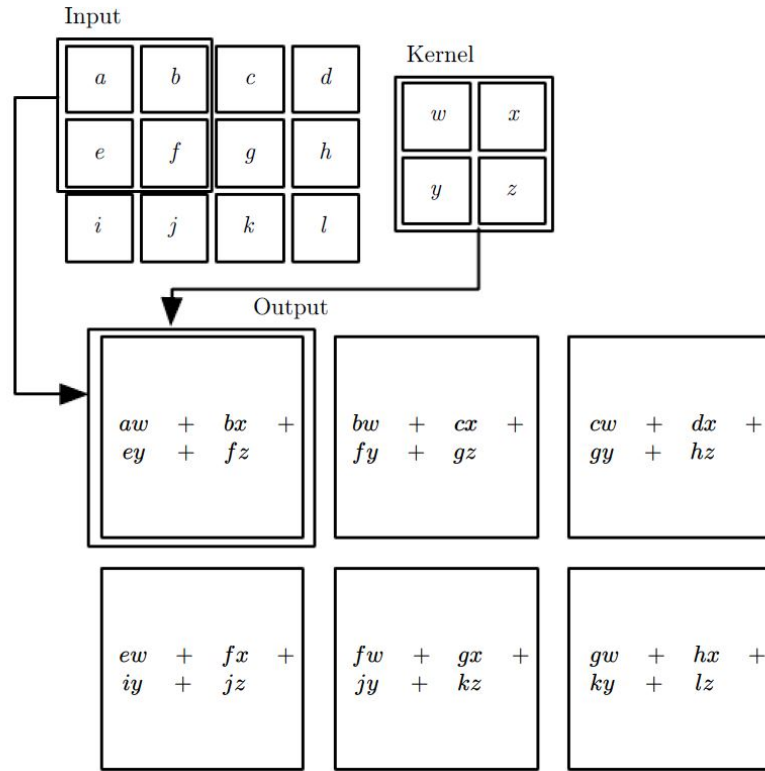 Input
Kernel
a b c d
w x
e f g h
y z
i j k l
Output
aw + bx +
ey + fz
bw + cx +
fy + gz
cw + dx +
gy + hz
ew + fx +
iy + jz
fw + gx +
jy + kz
gw + hx +
ky + lz